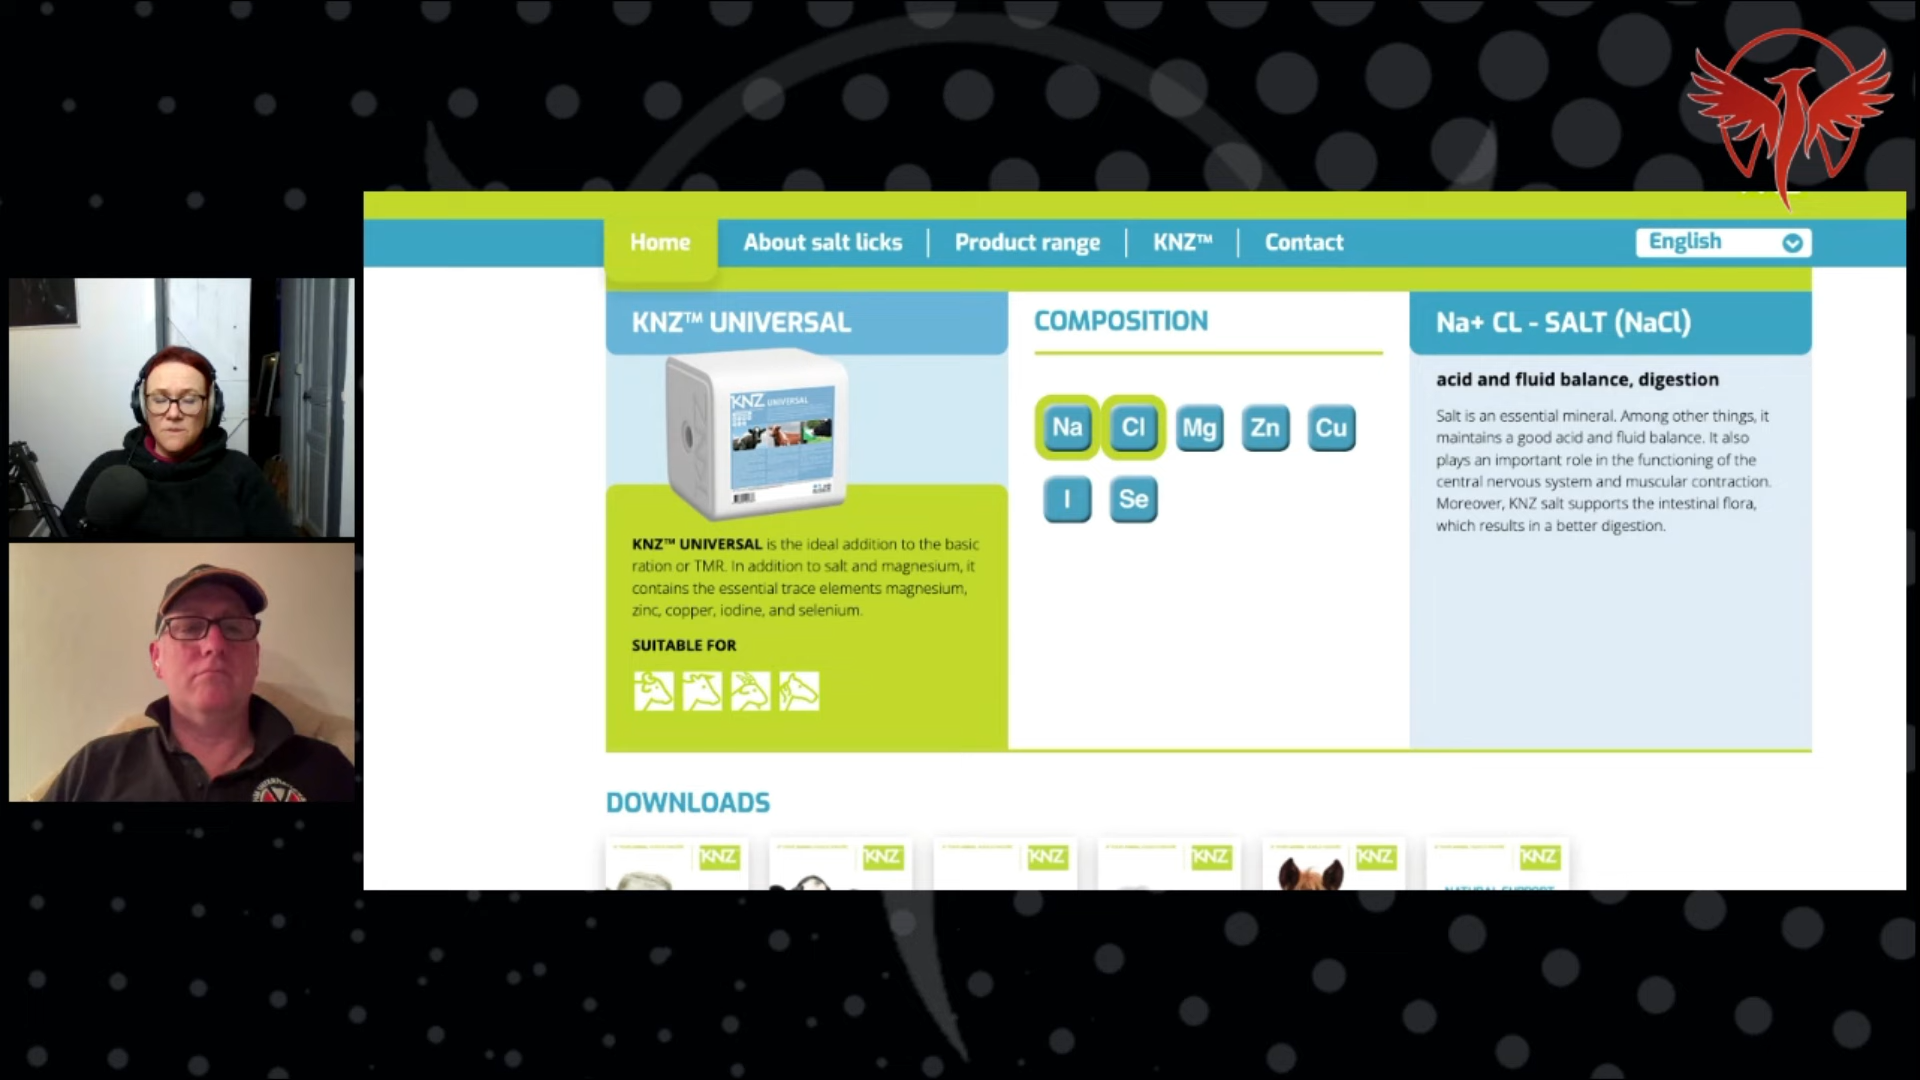 Home
About salt licks
Product range
KNZ™
Contact
English
KNZ™ UNIVERSAL
KNZ UNIVERSAL
KNZ™ UNIVERSAL is the ideal addition to the basic
ration or TMR. In addition to salt and magnesium, it
contains the essential trace elements magnesium,
zinc, copper, iodine, and selenium.
SUITABLE FOR
COMPOSITION
Na Cl Mg Zn Cu
I Se
Na+ CL - SALT (NaCl)
acid and fluid balance, digestion
Salt is an essential mineral. Among other things, it
maintains a good acid and fluid balance. It also
plays an important role in the functioning of the
central nervous system and muscular contraction.
Moreover, KNZ salt supports the intestinal flora,
which results in a better digestion.
DOWNLOADS
KNZ KNZ KNZ KNZ KNZ KNZ
NATURAL SUPPORT